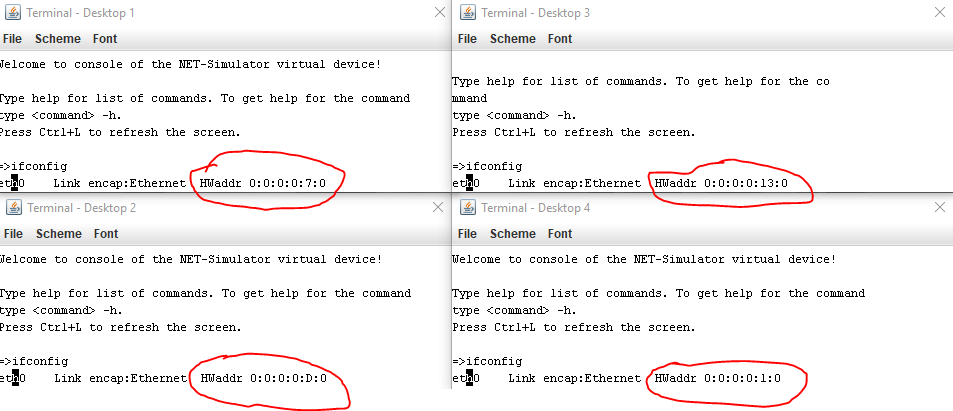 Terminal - Desktop 1
File Scheme Font
Welcome to console of the NET-Simulator virtual device!
Type help for list of commands. To get help for the command
type <command> -h.
Press Ctrl+L to refresh the screen.
=>ifconfig
eth0 Link encap:Ethernet HWaddr 0:0:0:0:7:0
Terminal - Desktop 3
File Scheme Font
Type help for list of commands. To get help for the co
mmand
type <command> -h.
Press Ctrl+L to refresh the screen.
=>ifconfig
eth0 Link encap:Ethernet HWaddr 0:0:0:0:13:0
Terminal - Desktop 2
File Scheme Font
Welcome to console of the NET-Simulator virtual device!
Type help for list of commands. To get help for the command
type <command> -h.
Press Ctrl+L to refresh the screen.
=>ifconfig
eth0 Link encap:Ethernet HWaddr 0:0:0:0:D:0
Terminal - Desktop 4
File Scheme Font
Welcome to console of the NET-Simulator virtual device!
Type help for list of commands. To get help for the command
type <command> -h.
Press Ctrl+L to refresh the screen.
=>ifconfig
eth0 Link encap:Ethernet HWaddr 0:0:0:0:1:0